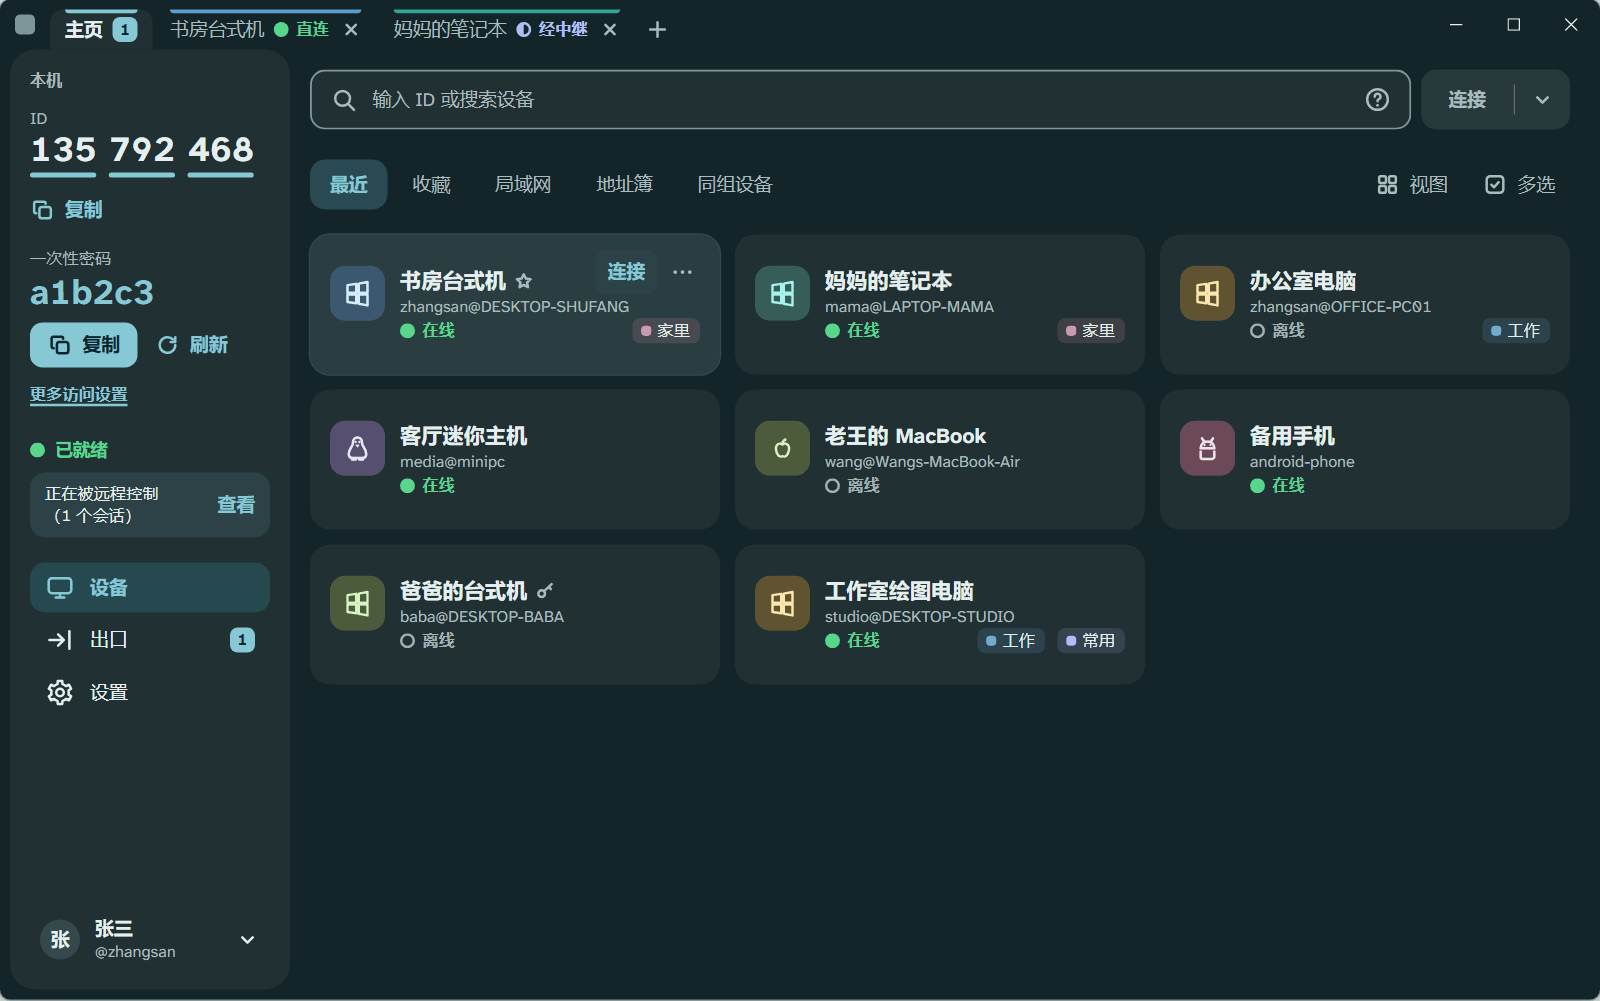 主页 1
书房台式机 直连
妈妈的笔记本 经中继
本机
ID
135 792 468
复制
一次性密码
a1b2c3
复制 刷新
更多访问设置
已就绪
正在被远程控制
（1 个会话）
查看
设备
出口 1
设置
张 张三
@zhangsan
输入 ID 或搜索设备
连接
最近 收藏 局域网 地址簿 同组设备
视图 多选
书房台式机 连接
zhangsan@DESKTOP-SHUFANG
在线 家里
妈妈的笔记本
mama@LAPTOP-MAMA
在线 家里
办公室电脑
zhangsan@OFFICE-PC01
离线 工作
客厅迷你主机
media@minipc
在线
老王的 MacBook
wang@Wangs-MacBook-Air
离线
备用手机
android-phone
在线
爸爸的台式机
baba@DESKTOP-BABA
离线
工作室绘图电脑
studio@DESKTOP-STUDIO
在线 工作 常用